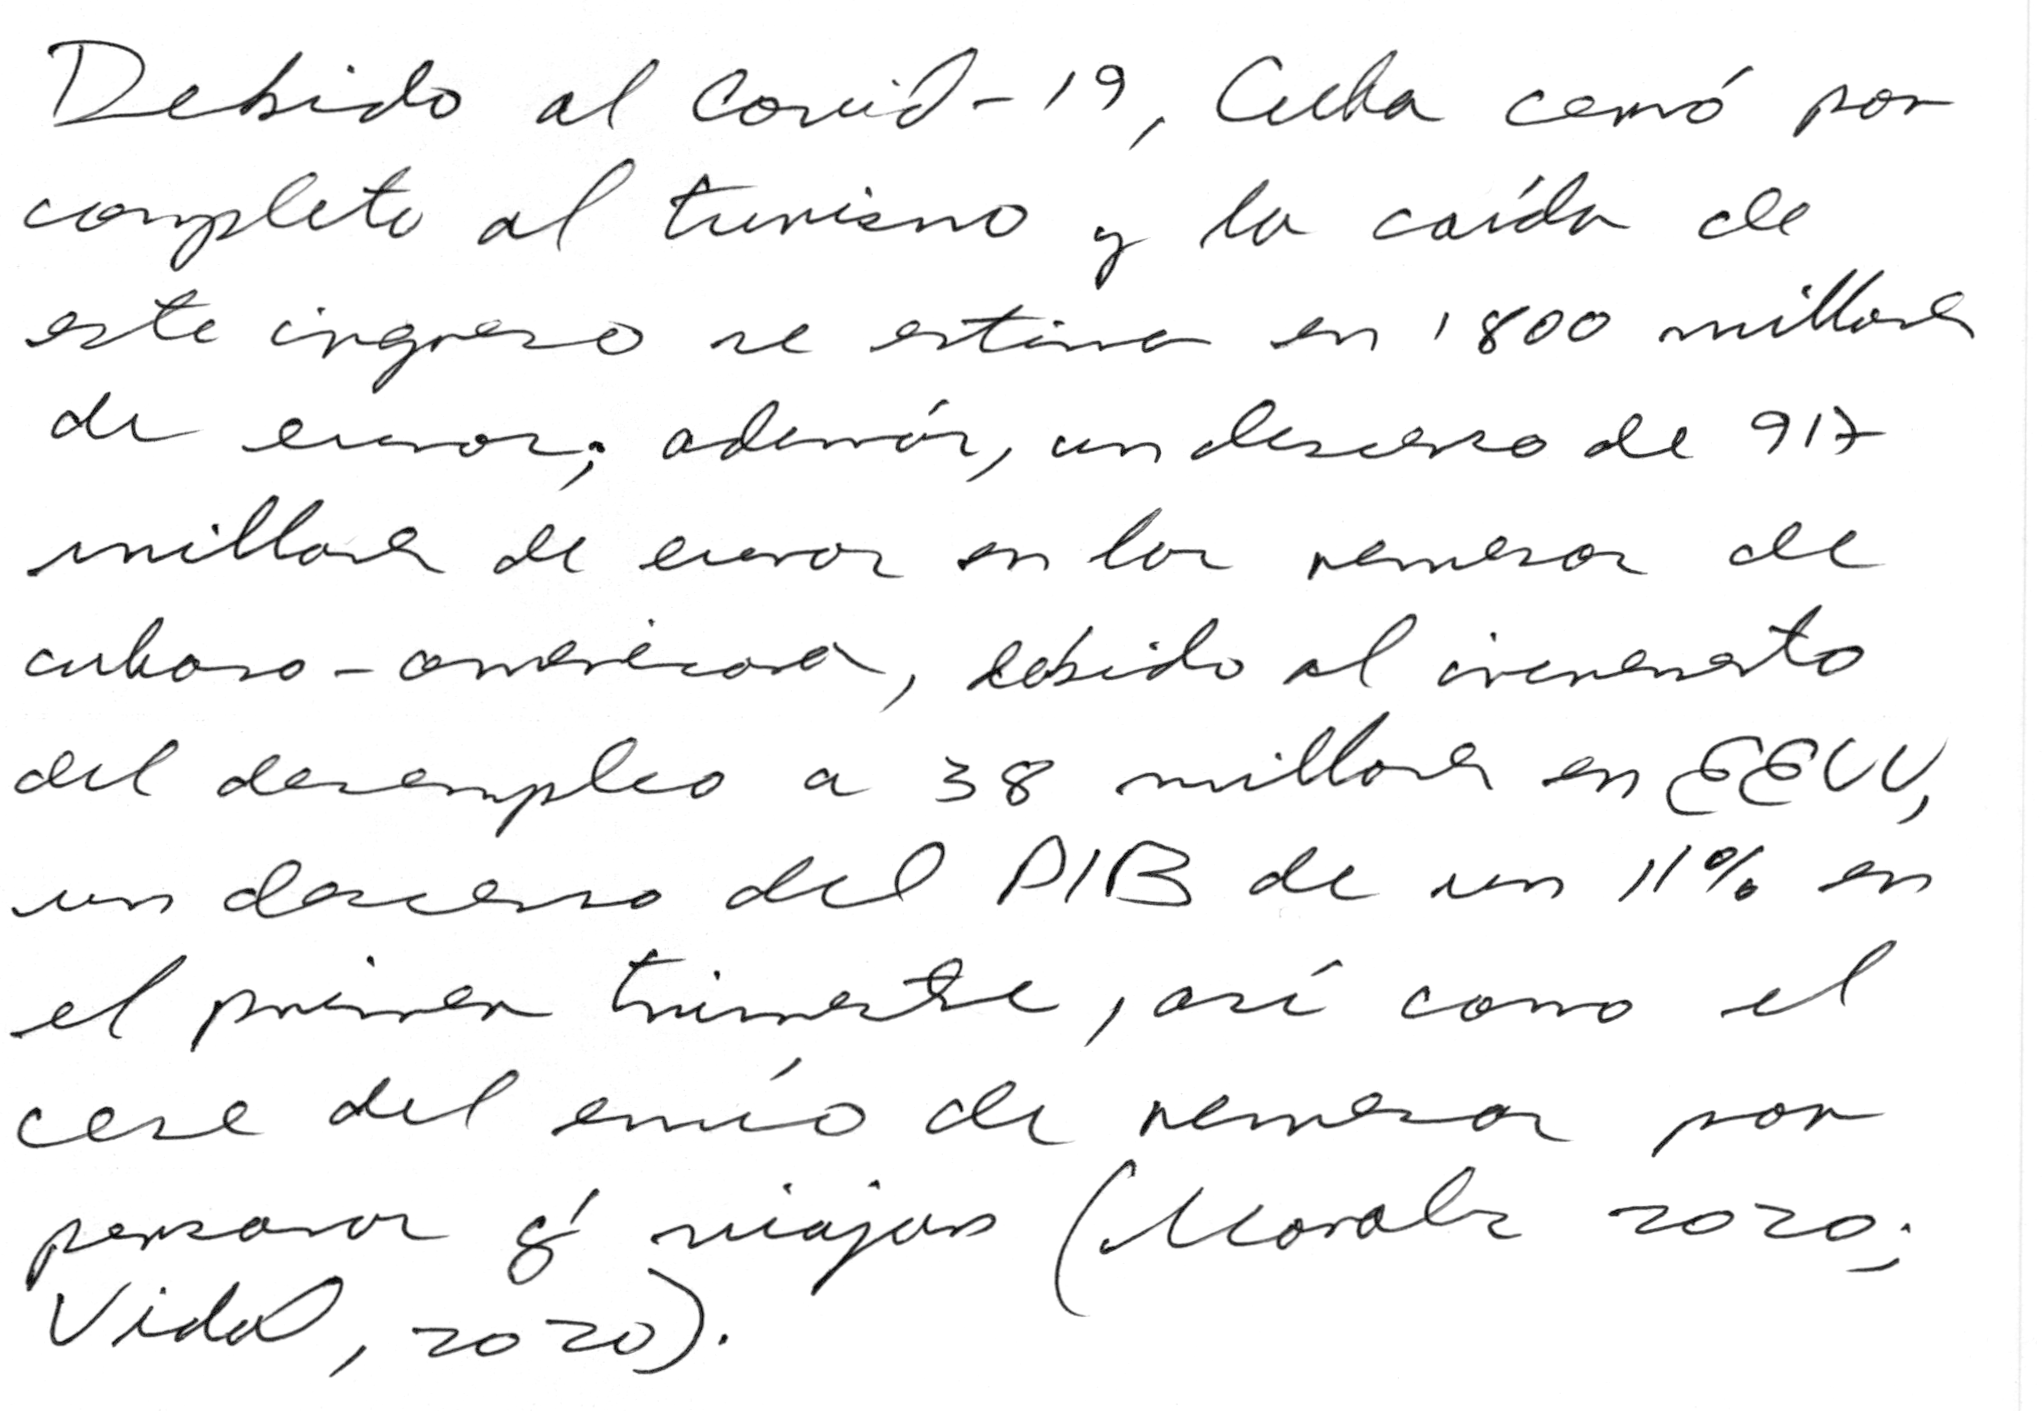 Debido al Covid-19, Cuba cerró por
completo al turismo y la caída de
este ingreso se estima en 1800 millones
de euros; además, un descenso de 917
millones de euros en las remesas de
cubano-americanos, debido al incremento
del desempleo a 38 millones en EEUU,
un descenso del PIB de un 11% en
el primer trimestre, así como el
cese del envío de remesas por
personas q' viajan (Morales 2020;
Vidal, 2020).